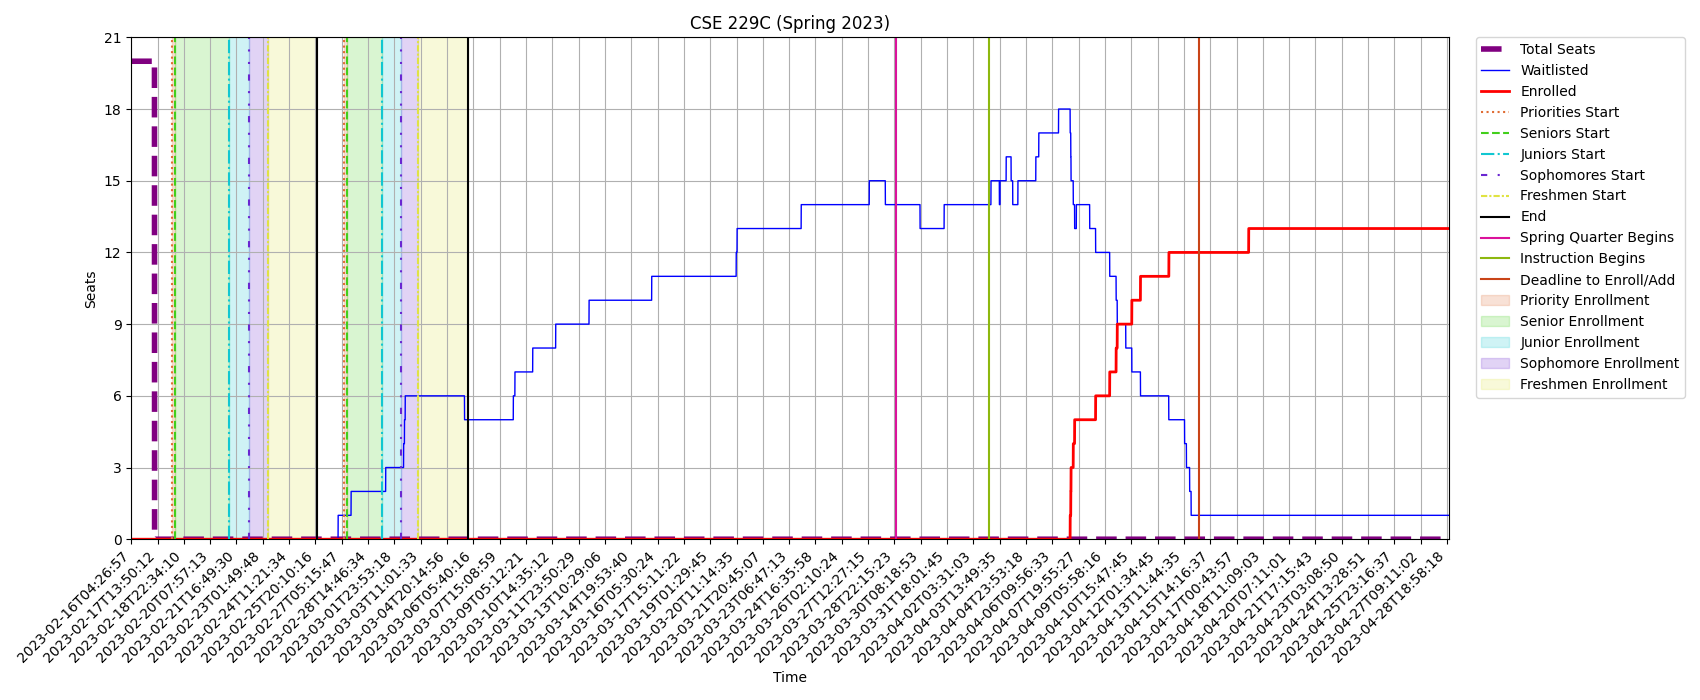 CSE 229C (Spring 2023)
Seats
21
18
15
12
9
6
3
0
2023-02-16T04:26:57
2023-02-17T13:50:12
2023-02-18T22:34:10
2023-02-20T07:57:13
2023-02-21T16:49:30
2023-02-23T01:49:48
2023-02-24T11:21:34
2023-02-25T20:10:16
2023-02-27T05:15:47
2023-02-28T14:46:34
2023-03-01T23:53:18
2023-03-03T11:01:33
2023-03-04T20:14:56
2023-03-06T05:40:16
2023-03-07T15:08:59
2023-03-09T05:12:21
2023-03-10T14:35:12
2023-03-11T23:50:29
2023-03-13T10:29:06
2023-03-14T19:53:40
2023-03-16T05:30:24
2023-03-17T15:11:22
2023-03-19T01:29:45
2023-03-20T11:14:35
2023-03-21T20:45:07
2023-03-23T06:47:13
2023-03-24T16:35:58
2023-03-26T02:10:24
2023-03-27T12:27:15
2023-03-28T22:15:23
2023-03-30T08:18:53
2023-03-31T18:01:45
2023-04-02T03:31:03
2023-04-03T13:49:35
2023-04-04T23:53:18
2023-04-06T09:56:33
2023-04-07T19:55:27
2023-04-09T05:58:16
2023-04-10T15:47:45
2023-04-12T01:34:45
2023-04-13T11:44:35
2023-04-15T14:16:37
2023-04-17T00:43:57
2023-04-18T11:09:03
2023-04-20T07:11:01
2023-04-21T17:15:43
2023-04-23T03:08:50
2023-04-24T13:28:51
2023-04-25T23:16:37
2023-04-27T09:11:02
2023-04-28T18:58:18
Time
Total Seats
Waitlisted
Enrolled
Priorities Start
Seniors Start
Juniors Start
Sophomores Start
Freshmen Start
End
Spring Quarter Begins
Instruction Begins
Deadline to Enroll/Add
Priority Enrollment
Senior Enrollment
Junior Enrollment
Sophomore Enrollment
Freshmen Enrollment